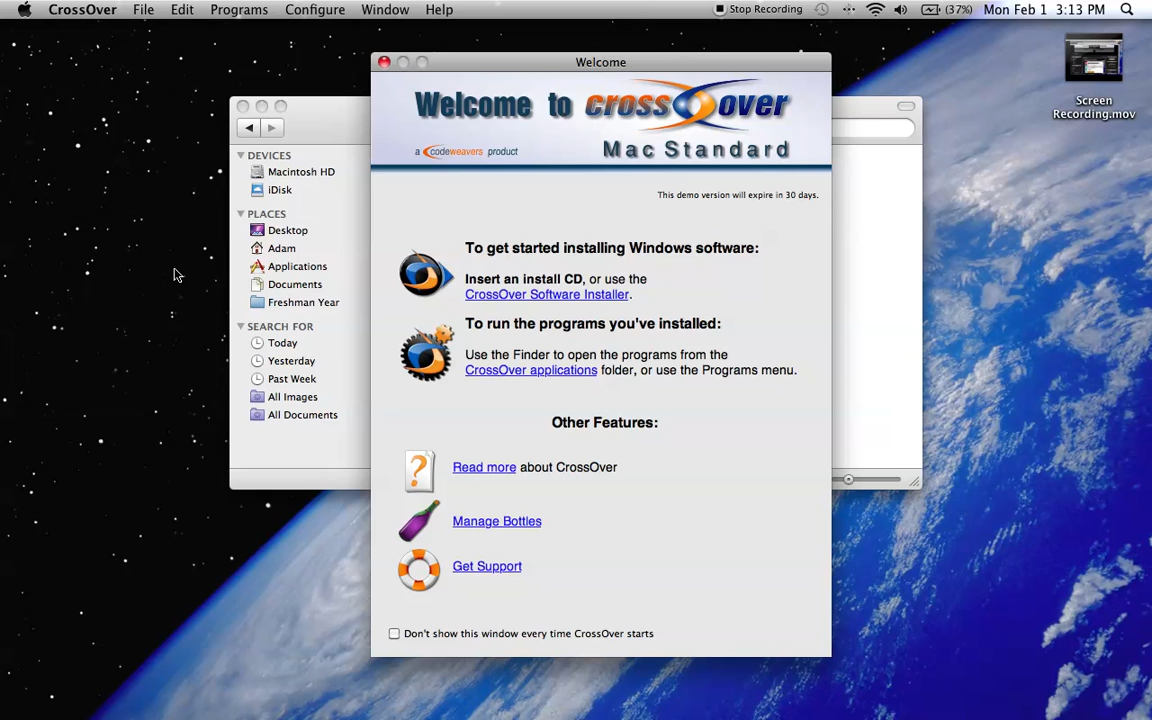 CrossOver File Edit Programs Configure Window Help Stop Recording (37%) Mon Feb 1 3:13 PM
Screen
Recording.mov
Welcome
Welcome to crossover
a codeweavers product
Mac Standard
This demo version will expire in 30 days.
DEVICES
Macintosh HD
iDisk
PLACES
Desktop
Adam
Applications
Documents
Freshman Year
SEARCH FOR
Today
Yesterday
Past Week
All Images
All Documents
To get started installing Windows software:
Insert an install CD, or use the
CrossOver Software Installer.
To run the programs you've installed:
Use the Finder to open the programs from the
CrossOver applications folder, or use the Programs menu.
Other Features:
Read more about CrossOver
Manage Bottles
Get Support
Don't show this window every time CrossOver starts